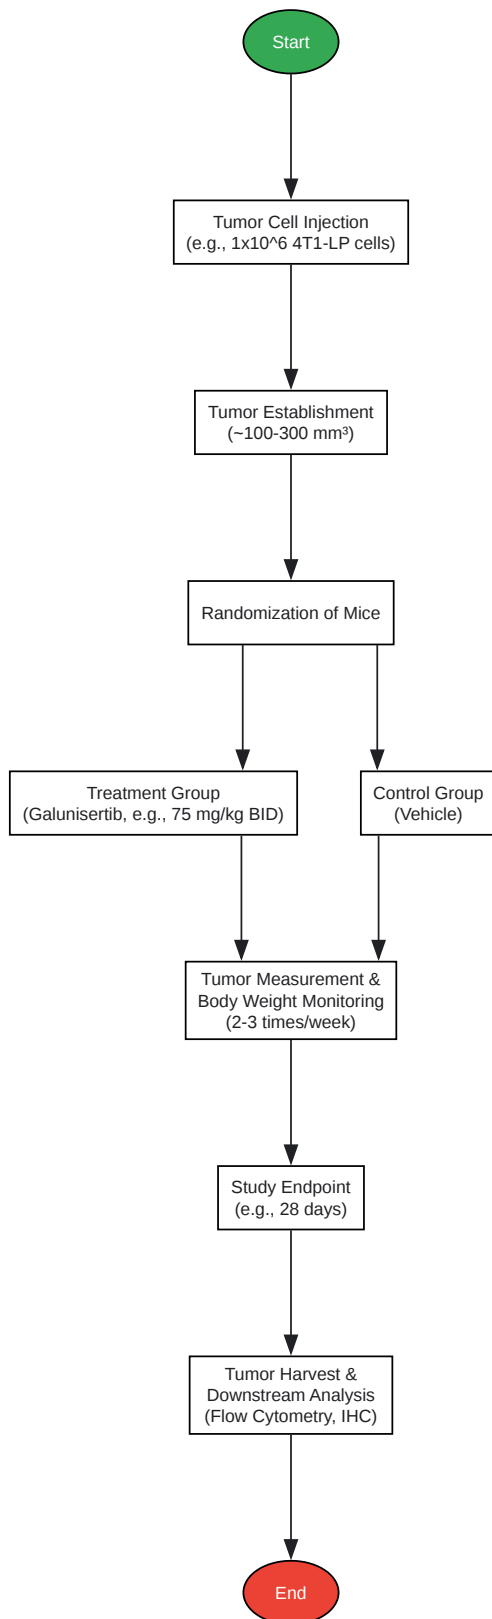 Start
Tumor Cell Injection
(e.g., 1x10^6 4T1-LP cells)
Tumor Establishment
(~100-300 mm³)
Randomization of Mice
Treatment Group
(Galunisertib, e.g., 75 mg/kg BID)
Control Group
(Vehicle)
Tumor Measurement &
Body Weight Monitoring
(2-3 times/week)
Study Endpoint
(e.g., 28 days)
Tumor Harvest &
Downstream Analysis
(Flow Cytometry, IHC)
End